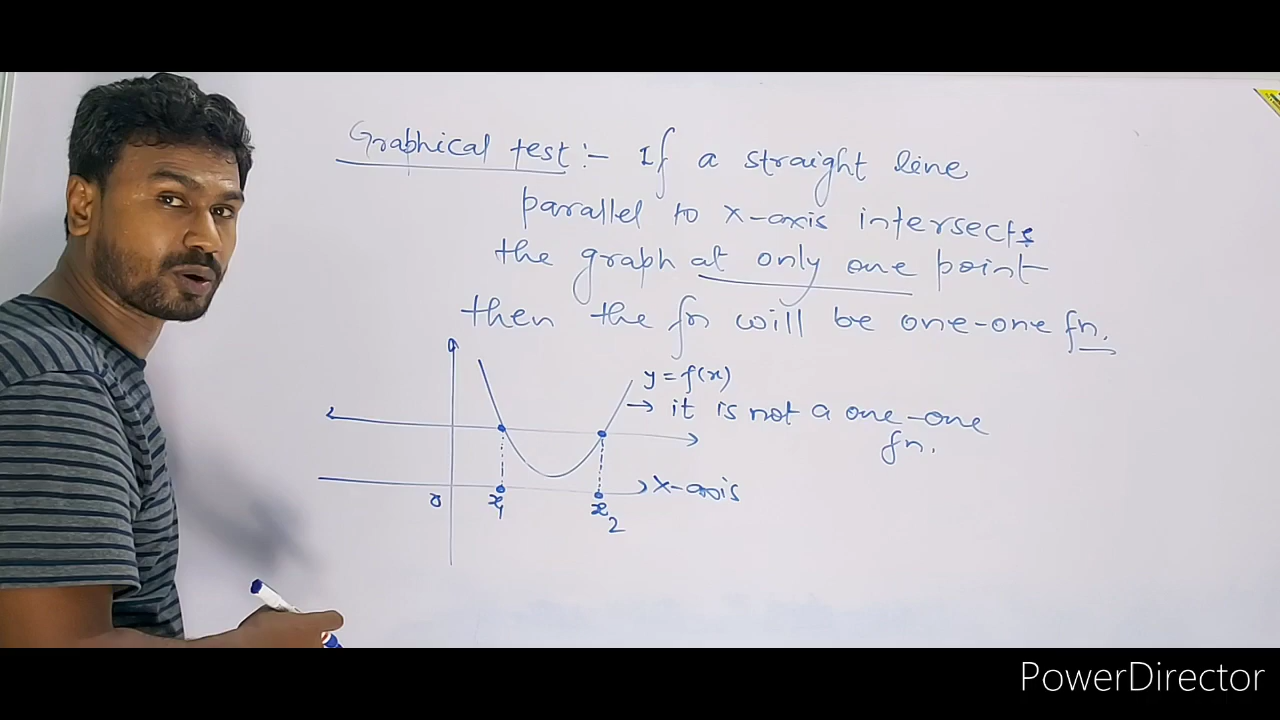 Graphical test :- If a straight line
parallel to x-axis intersects
the graph at only one point
then the fn will be one-one fn.
y = f(x)
→ it is not a one-one
fn.
x-axis
0
x1
x2
PowerDirector